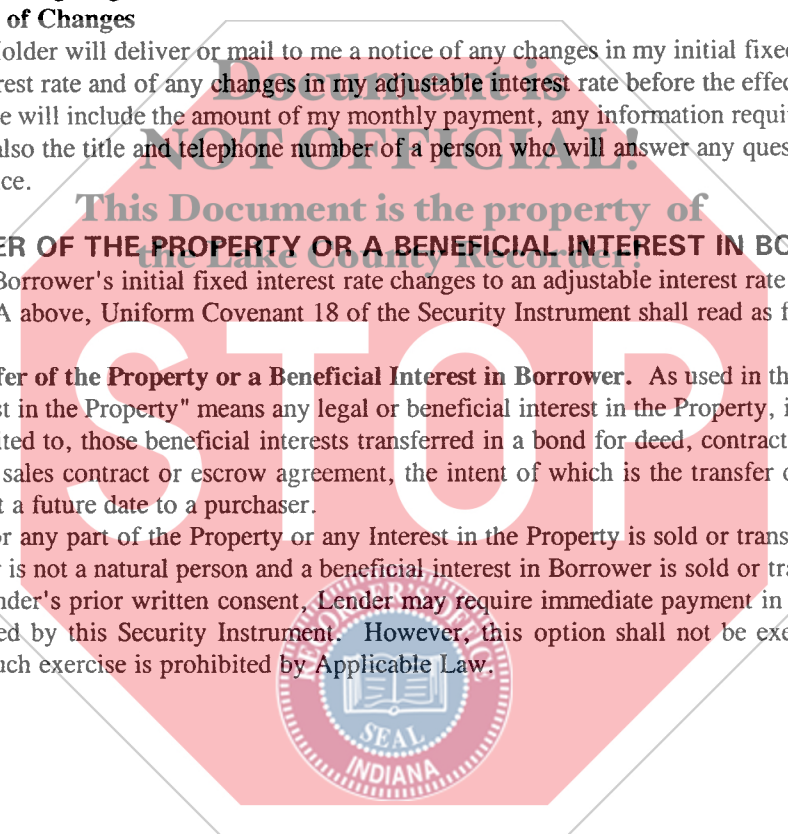 of Changes
older will deliver or mail to me a notice of any changes in my initial fixed
rest rate and of any changes in my adjustable interest rate before the effec
e will include the amount of my monthly payment, any information requi
also the title and telephone number of a person who will answer any ques
ce.
Document is
NOT OFFICIAL!
This Document is the property of
the Lake County Recorder!
ER OF THE PROPERTY OR A BENEFICIAL INTEREST IN BO
Borrower's initial fixed interest rate changes to an adjustable interest rate
A above, Uniform Covenant 18 of the Security Instrument shall read as f
fer of the Property or a Beneficial Interest in Borrower. As used in th
st in the Property" means any legal or beneficial interest in the Property, i
ited to, those beneficial interests transferred in a bond for deed, contract
sales contract or escrow agreement, the intent of which is the transfer o
t a future date to a purchaser.
or any part of the Property or any Interest in the Property is sold or trans
r is not a natural person and a beneficial interest in Borrower is sold or tra
nder's prior written consent, Lender may require immediate payment in
ed by this Security Instrument. However, this option shall not be exe
uch exercise is prohibited by Applicable Law.
STOP
RECORDER'S OFFICE
SEAL
INDIANA